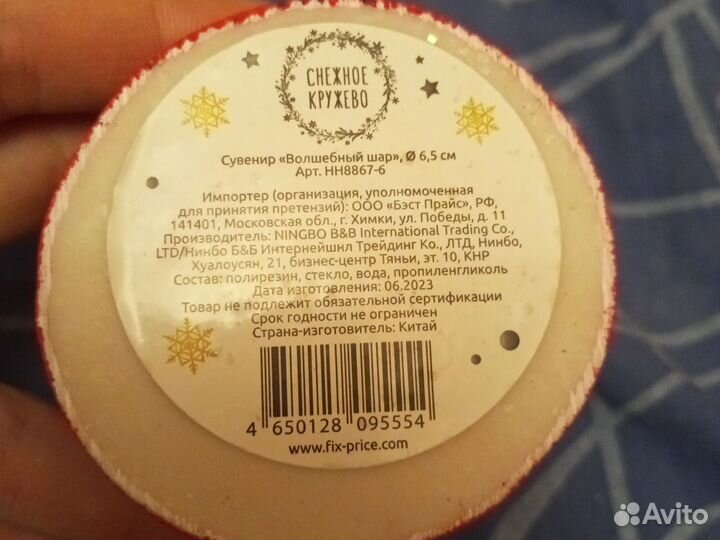 СНЕЖНОЕ
КРУЖЕВО
Сувенир «Волшебный шар», Ø 6,5 см
Арт. HH8867-6
Импортер (организация, уполномоченная
для принятия претензий): ООО «Бэст Прайс», РФ,
141401, Московская обл., г. Химки, ул. Победы, д. 11
Производитель: NINGBO B&B International Trading Co.,
LTD/Нинбо Б&Б Интернейшнл Трейдинг Ко., ЛТД, Нинбо,
Хуалоусян, 21, бизнес-центр Тяньи, эт. 10, КНР
Состав: полирезин, стекло, вода, пропиленгликоль
Дата изготовления: 06.2023
Товар не подлежит обязательной сертификации
Срок годности не ограничен
Страна-изготовитель: Китай
4 650128 095554
www.fix-price.com
Avito